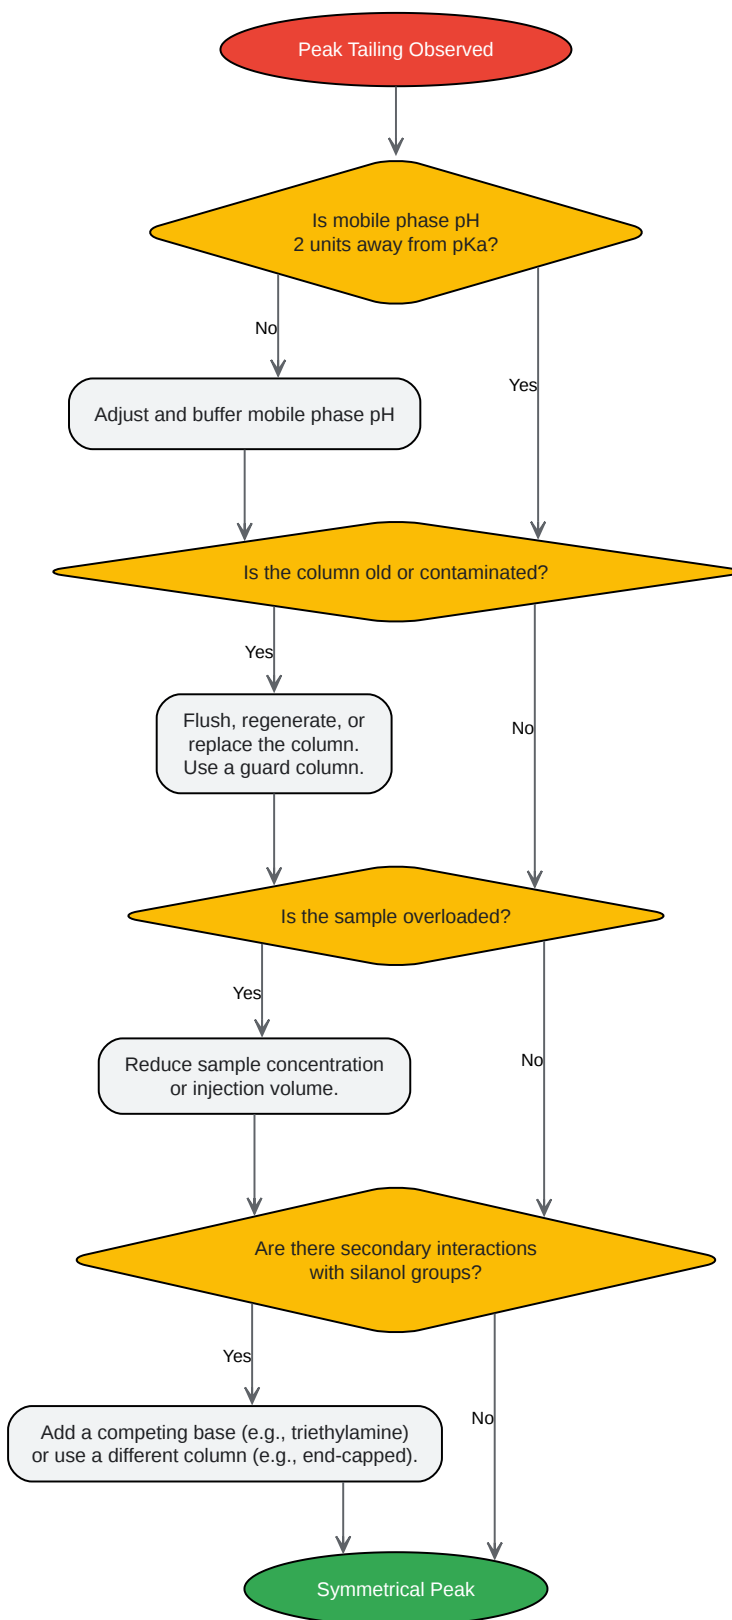 Peak Tailing Observed
Is mobile phase pH
2 units away from pKa?
No
Yes
Adjust and buffer mobile phase pH
Is the column old or contaminated?
Yes
No
Flush, regenerate, or
replace the column.
Use a guard column.
Is the sample overloaded?
Yes
No
Reduce sample concentration
or injection volume.
Are there secondary interactions
with silanol groups?
Yes
No
Add a competing base (e.g., triethylamine)
or use a different column (e.g., end-capped).
Symmetrical Peak